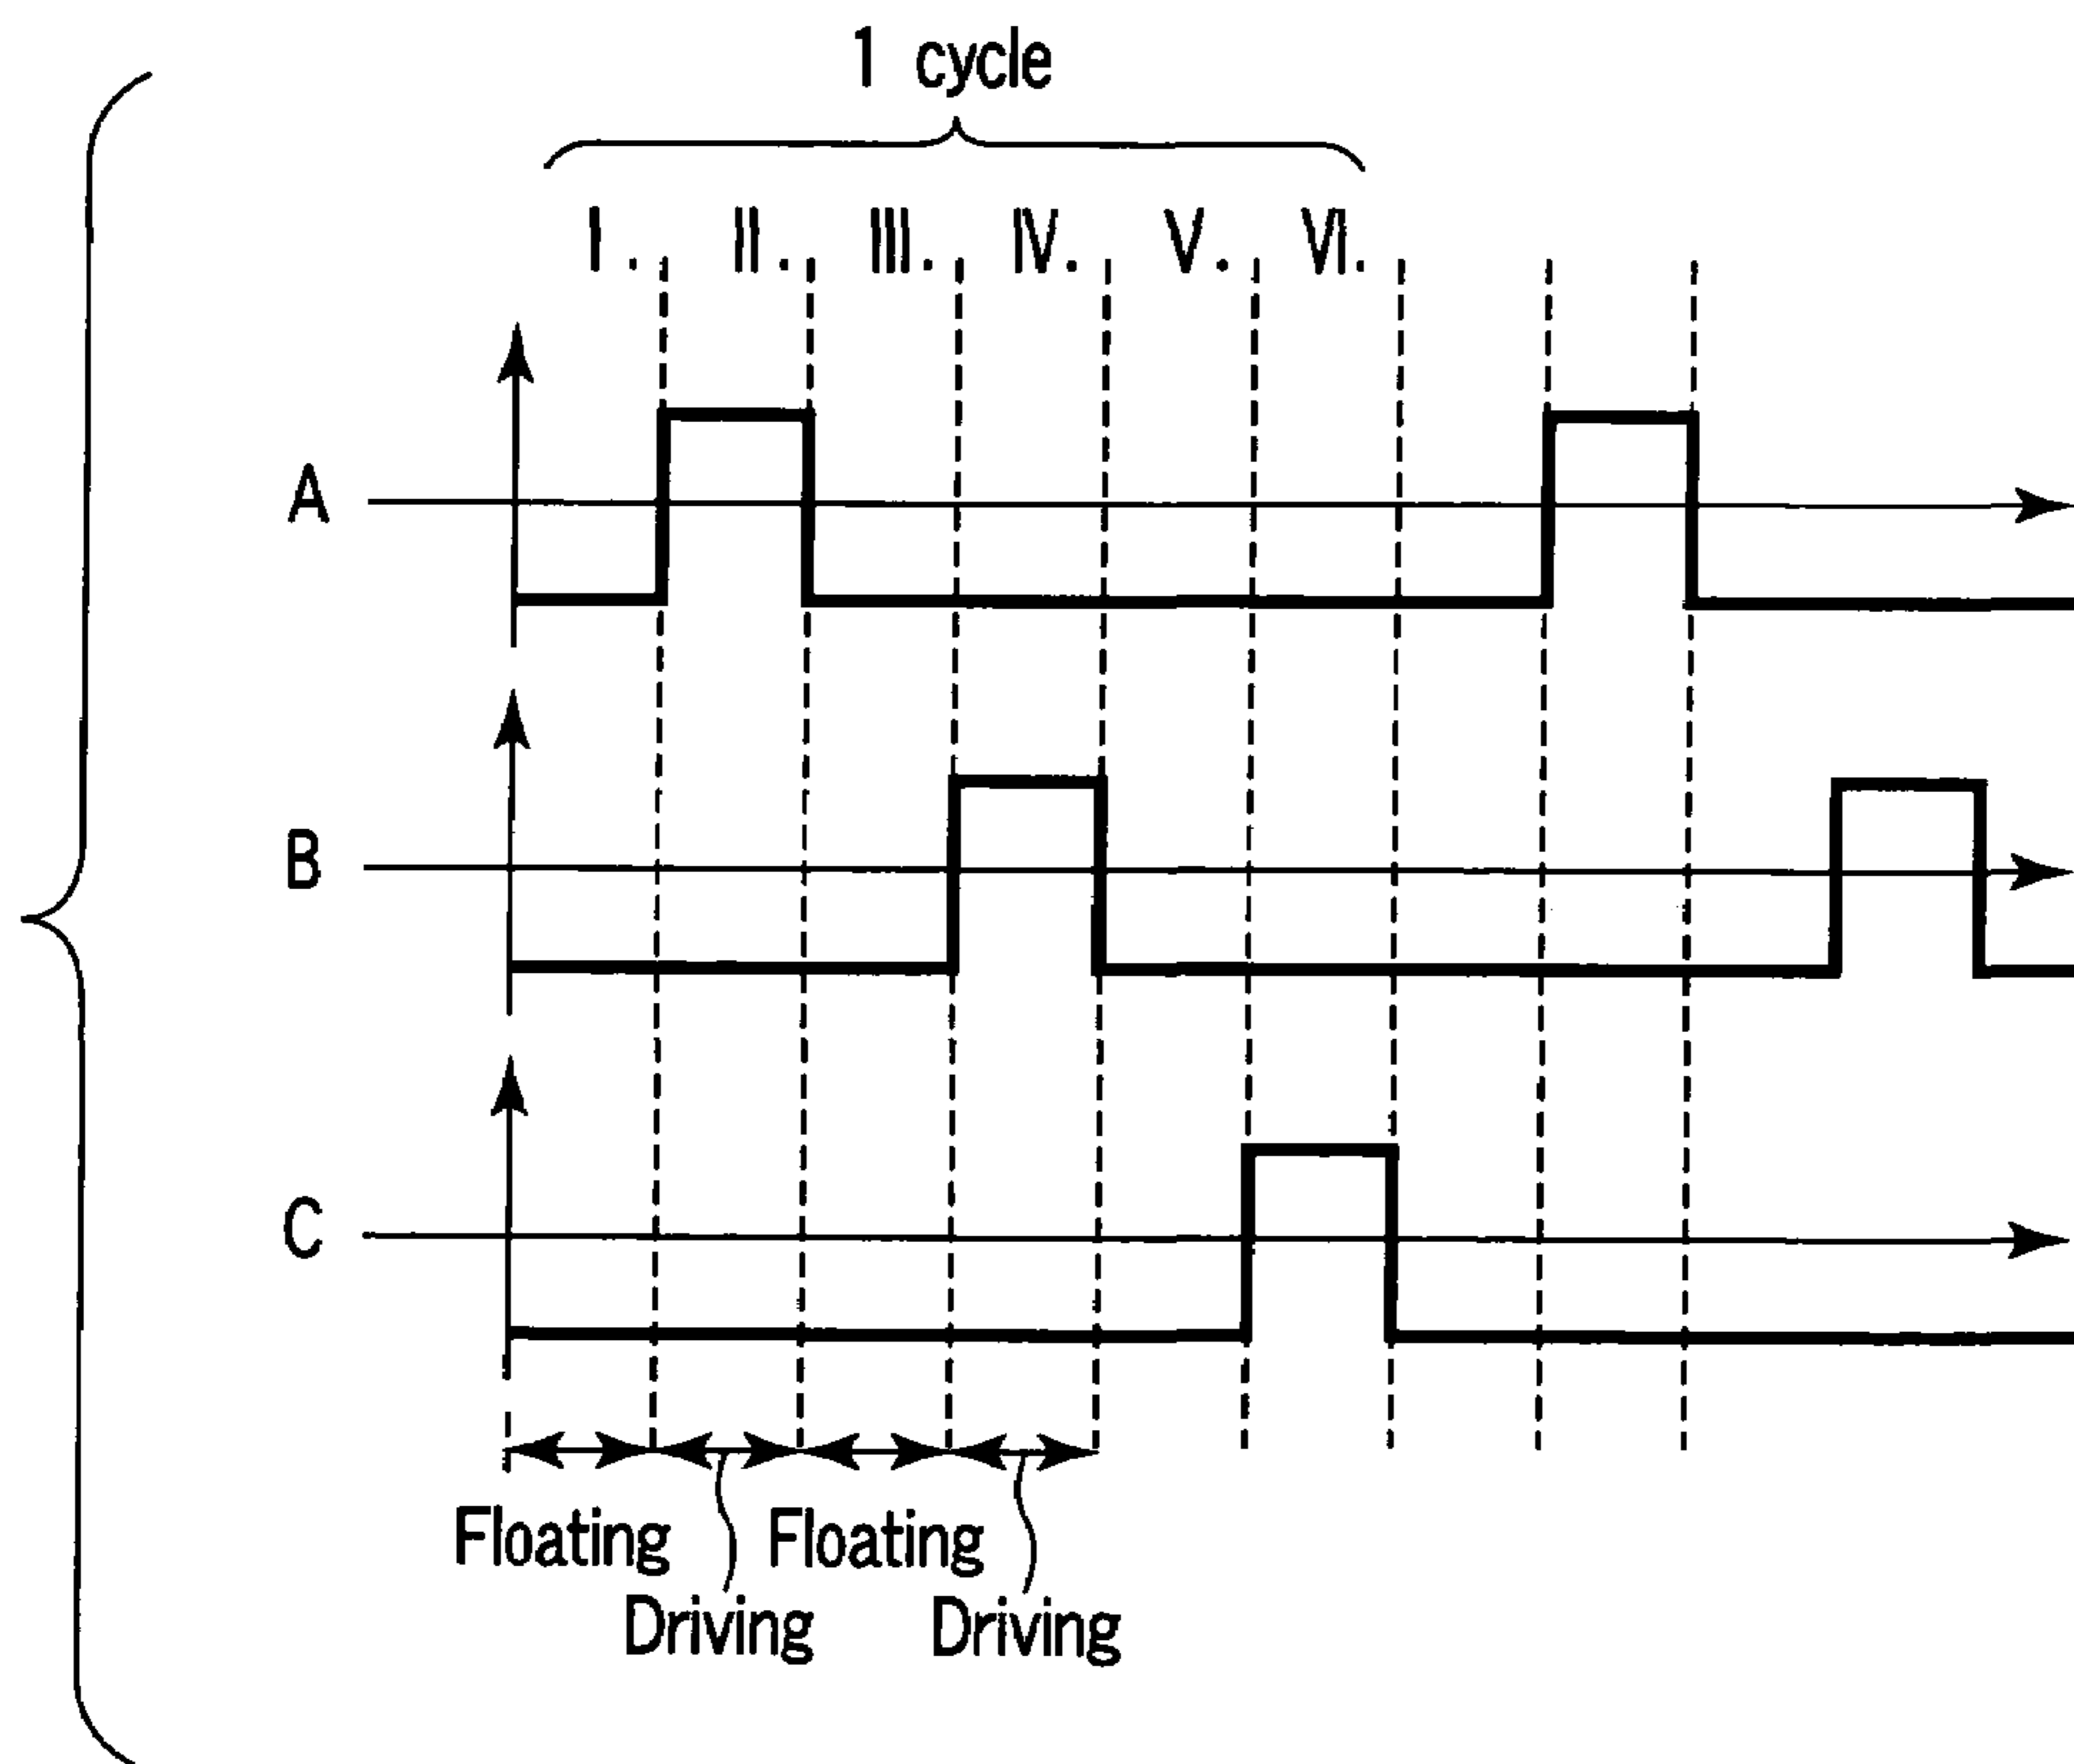 1 cycle
I. II. III. IV. V. VI.
A
B
C
Floating Floating
Driving Driving